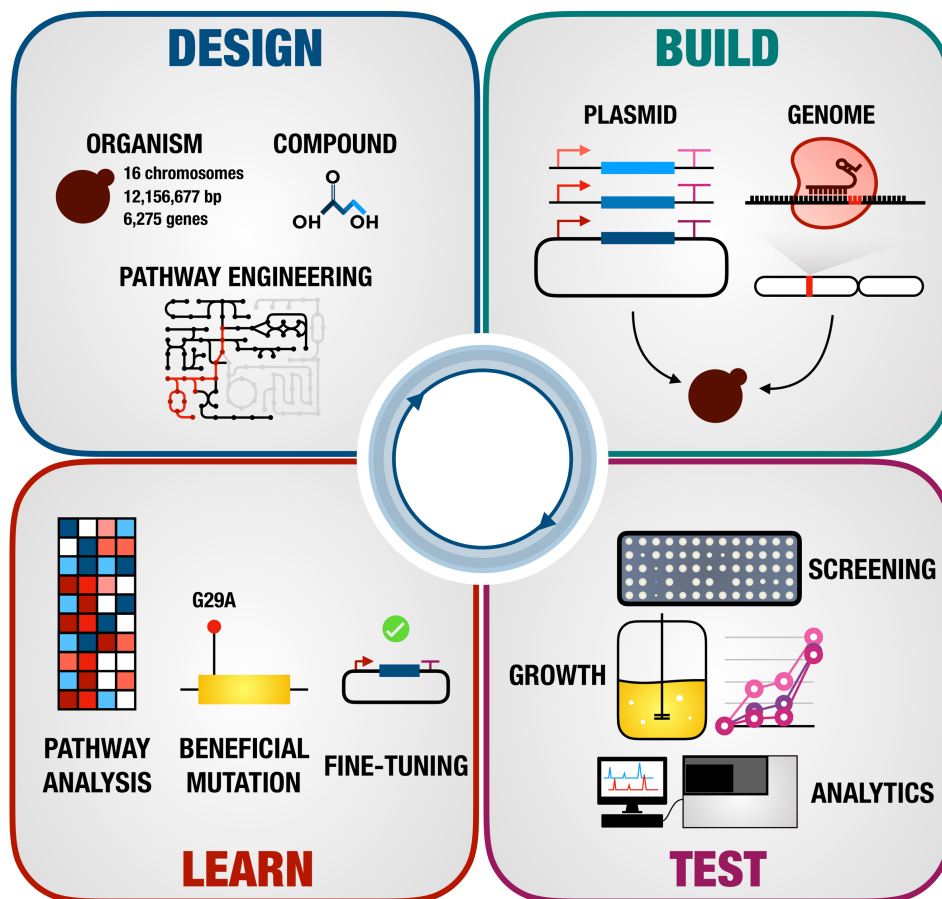 DESIGN
ORGANISM
16 chromosomes
12,156,677 bp
6,275 genes
COMPOUND
O
OH
OH
PATHWAY ENGINEERING
BUILD
PLASMID
GENOME
G29A
PATHWAY
ANALYSIS
BENEFICIAL
MUTATION
FINE-TUNING
LEARN
SCREENING
GROWTH
ANALYTICS
TEST